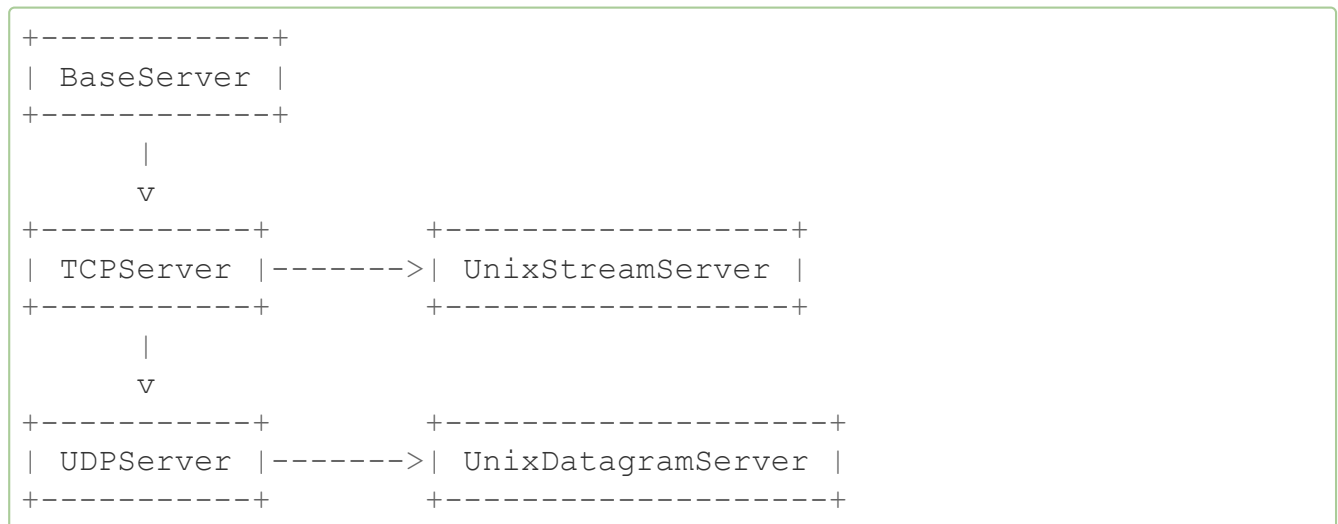 +------------+
| BaseServer |
+------------+
      |
      v
+-----------+        +------------------+
| TCPServer |------->| UnixStreamServer |
+-----------+        +------------------+
      |
      v
+-----------+        +--------------------+
| UDPServer |------->| UnixDatagramServer |
+-----------+        +--------------------+